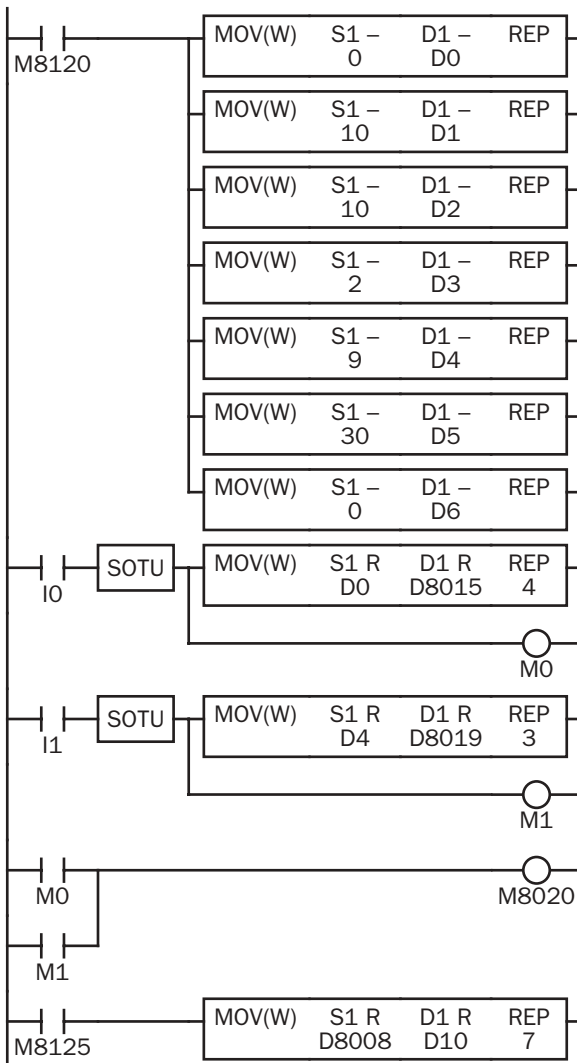 MOV(W) S1 – D1 – REP
0 D0
M8120
MOV(W) S1 – D1 – REP
10 D1
MOV(W) S1 – D1 – REP
10 D2
MOV(W) S1 – D1 – REP
2 D3
MOV(W) S1 – D1 – REP
9 D4
MOV(W) S1 – D1 – REP
30 D5
MOV(W) S1 – D1 – REP
0 D6
SOTU MOV(W) S1 R D1 R REP
I0 D0 D8015 4
M0
SOTU MOV(W) S1 R D1 R REP
I1 D4 D8019 3
M1
M0 M8020
M1
MOV(W) S1 R D1 R REP
M8125 D8008 D10 7